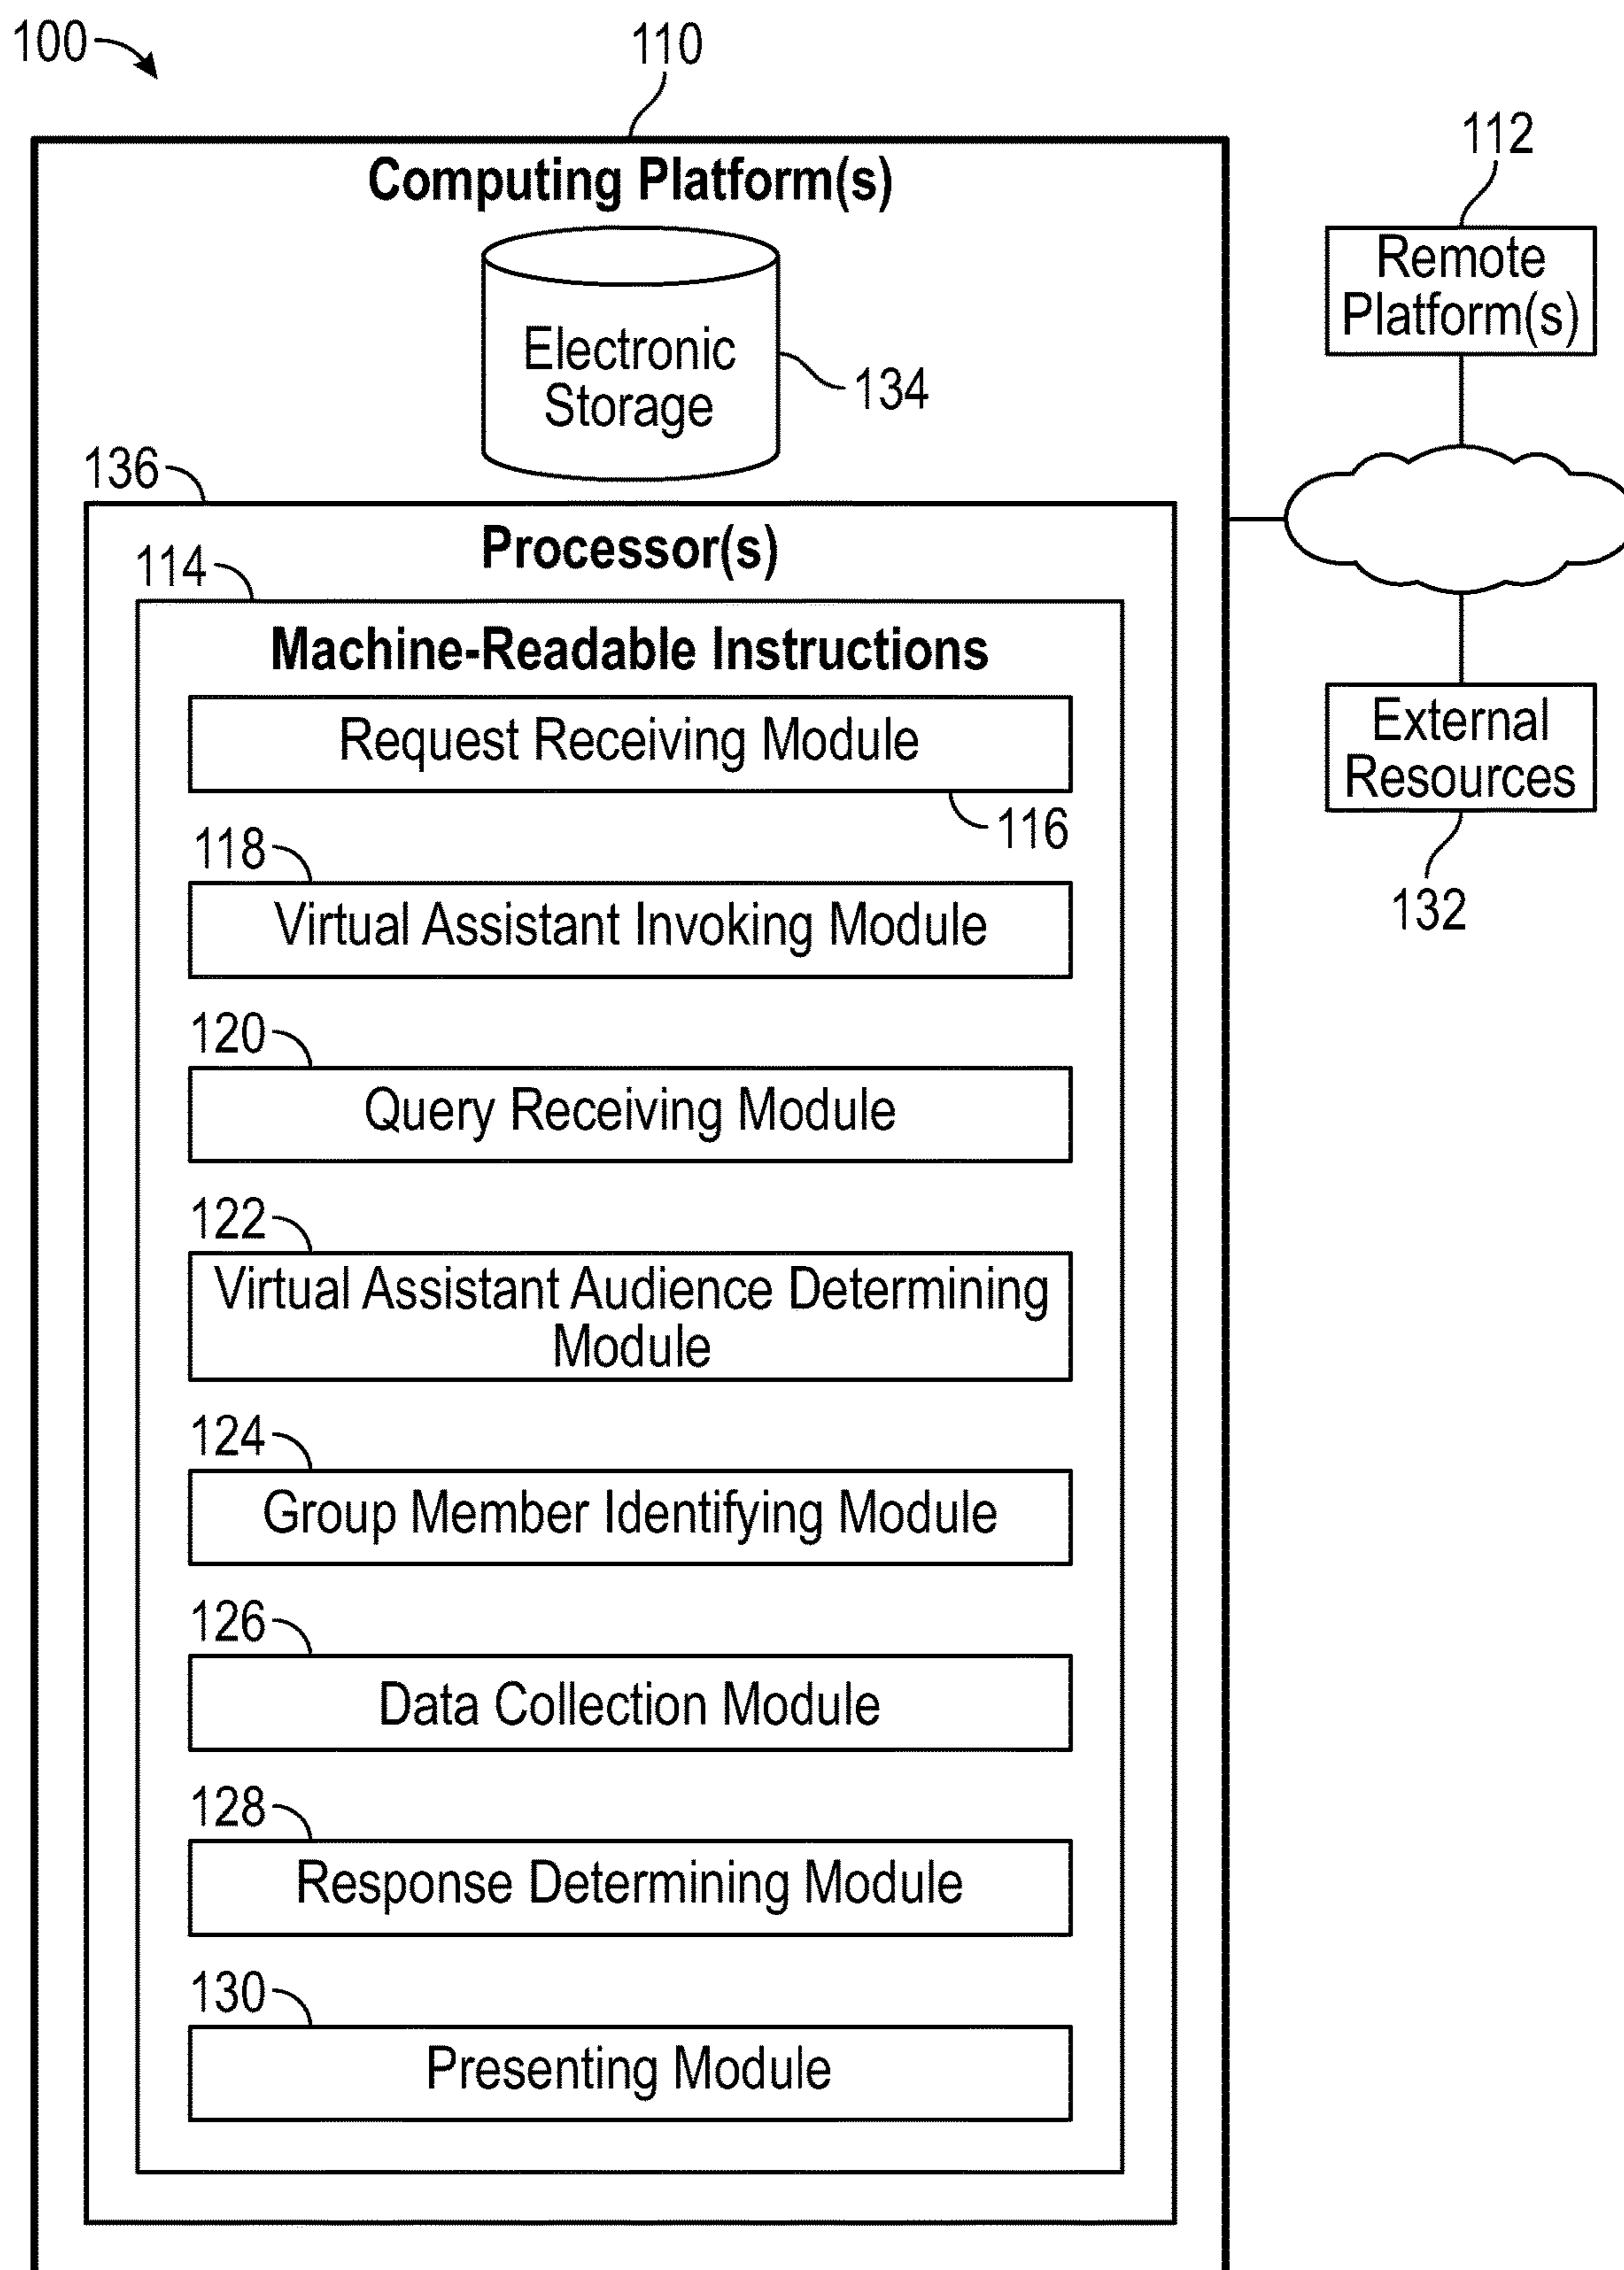 100
110
Computing Platform(s)
112
Remote
Platform(s)
Electronic
Storage
134
136
Processor(s)
114
Machine-Readable Instructions
Request Receiving Module
116
External
Resources
132
118
Virtual Assistant Invoking Module
120
Query Receiving Module
122
Virtual Assistant Audience Determining
Module
124
Group Member Identifying Module
126
Data Collection Module
128
Response Determining Module
130
Presenting Module